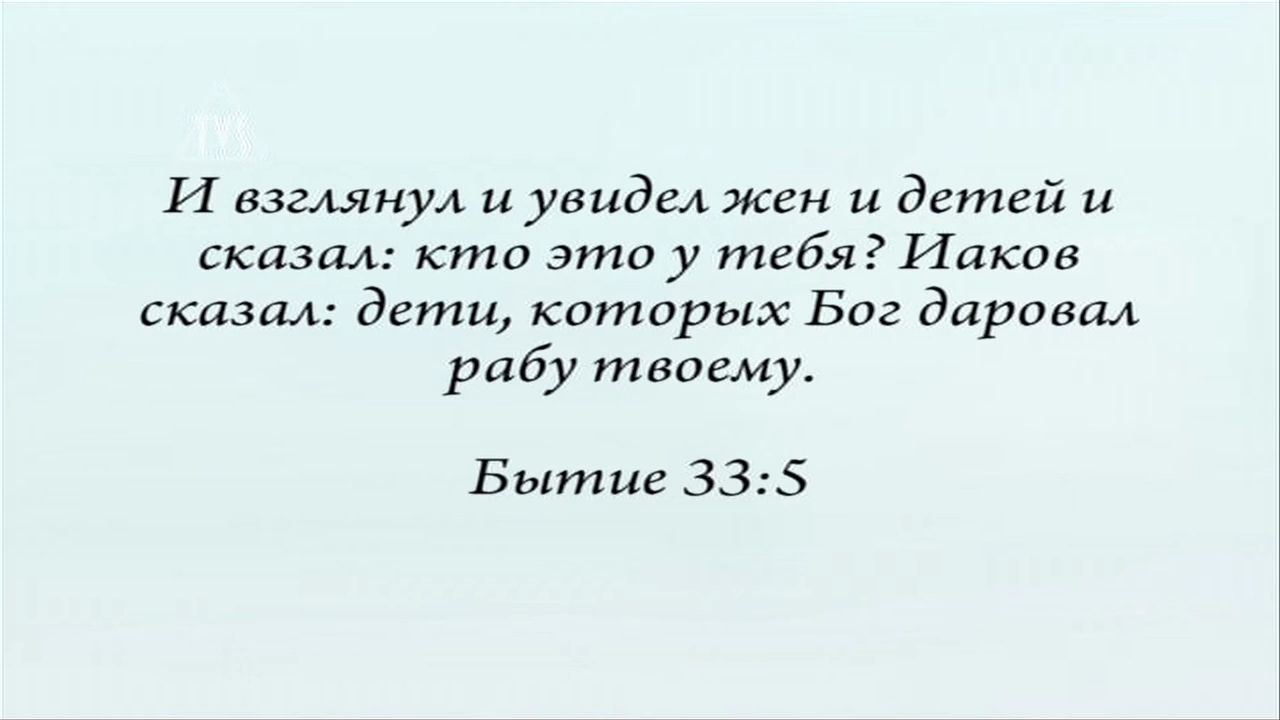 TVS
И взглянул и увидел жен и детей и
сказал: кто это у тебя? Иаков
сказал: дети, которых Бог даровал
рабу твоему.
Бытие 33:5